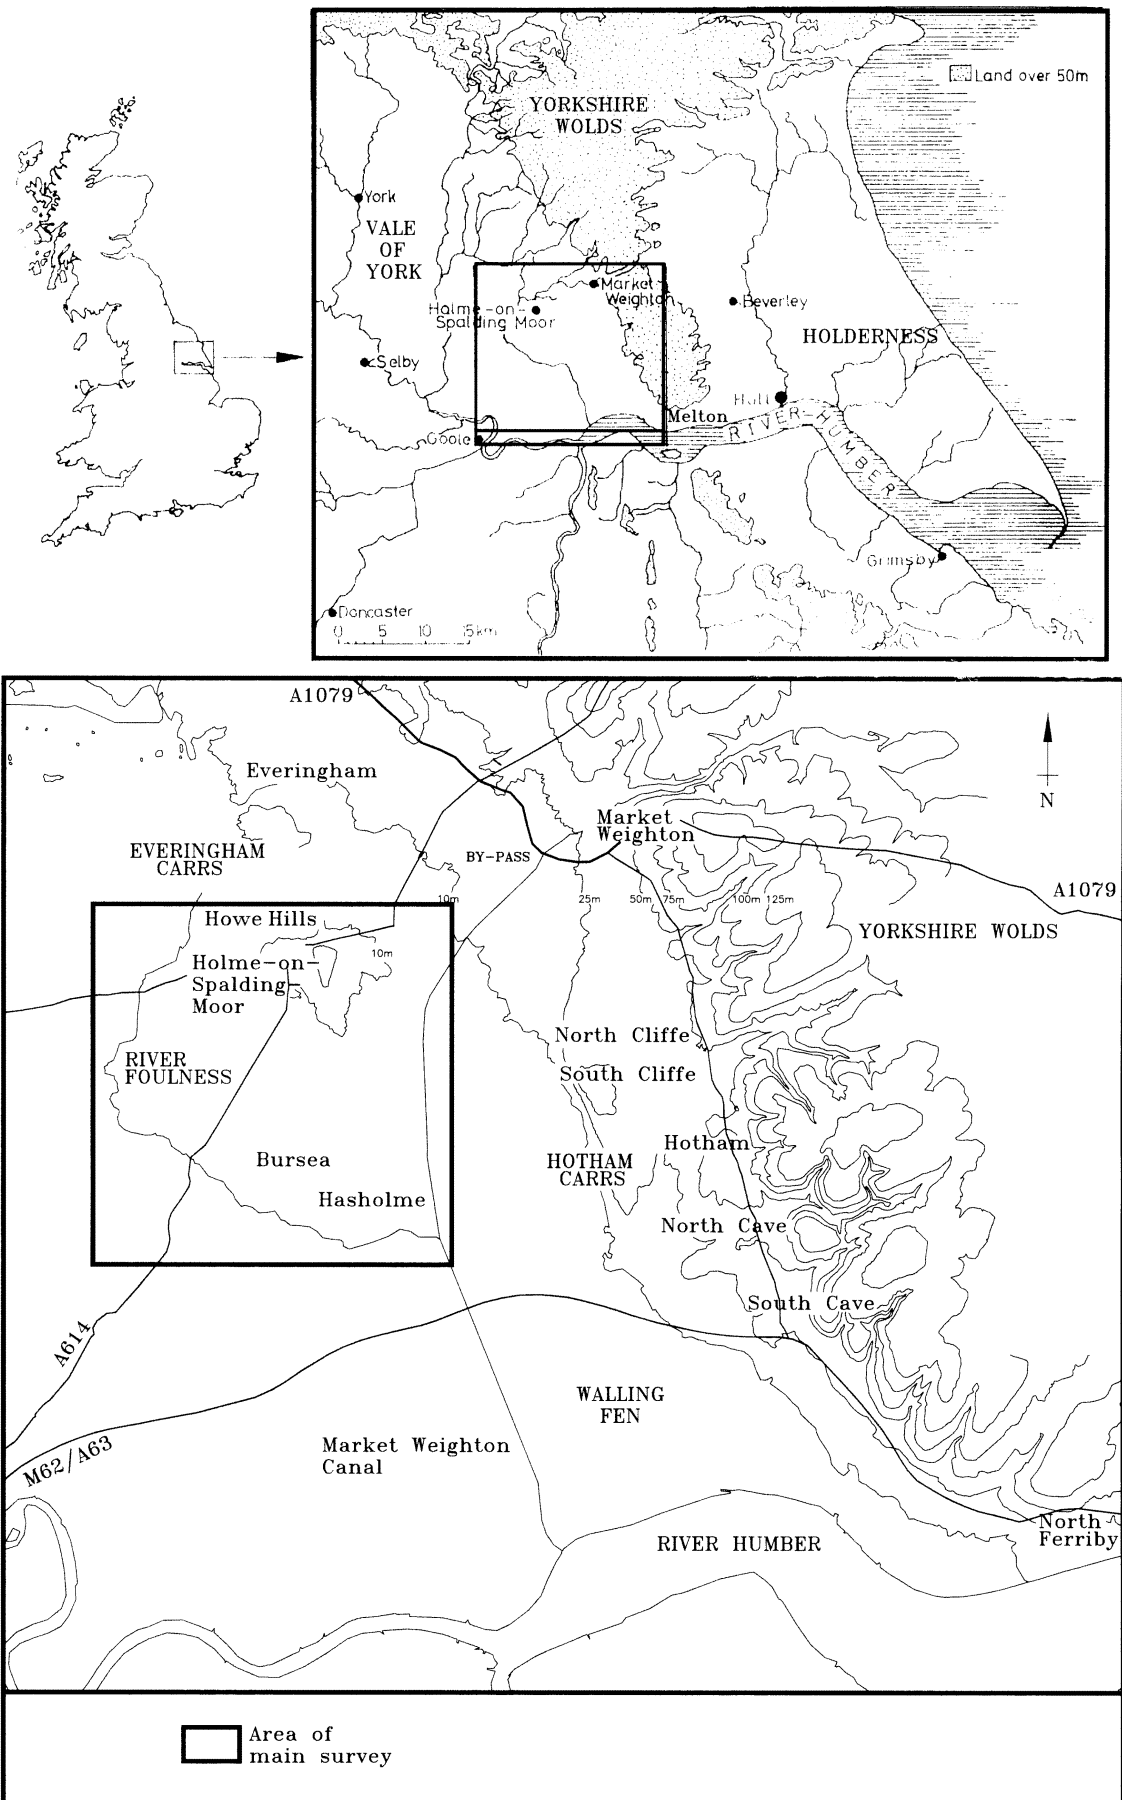 Land over 50m
YORKSHIRE
WOLDS
York
VALE
OF
YORK
Market
Weighton
Holme-on-
Spalding Moor
Beverley
HOLDERNESS
Selby
Hull
Melton
RIVER HUMBER
Goole
Grimsby
Doncaster
0 5 10 15km
A1079
Everingham
N
Market
Weighton
EVERINGHAM
CARRS
BY-PASS
A1079
10m
25m
50m
75m
100m
125m
Howe Hills
YORKSHIRE WOLDS
10m
Holme-on-
Spalding
Moor
North Cliffe
RIVER
FOULNESS
South Cliffe
Hotham
Bursea
HOTHAM
CARRS
Hasholme
North Cave
South Cave
A614
WALLING
FEN
Market Weighton
Canal
M62/A63
North
Ferriby
RIVER HUMBER
Area of
main survey